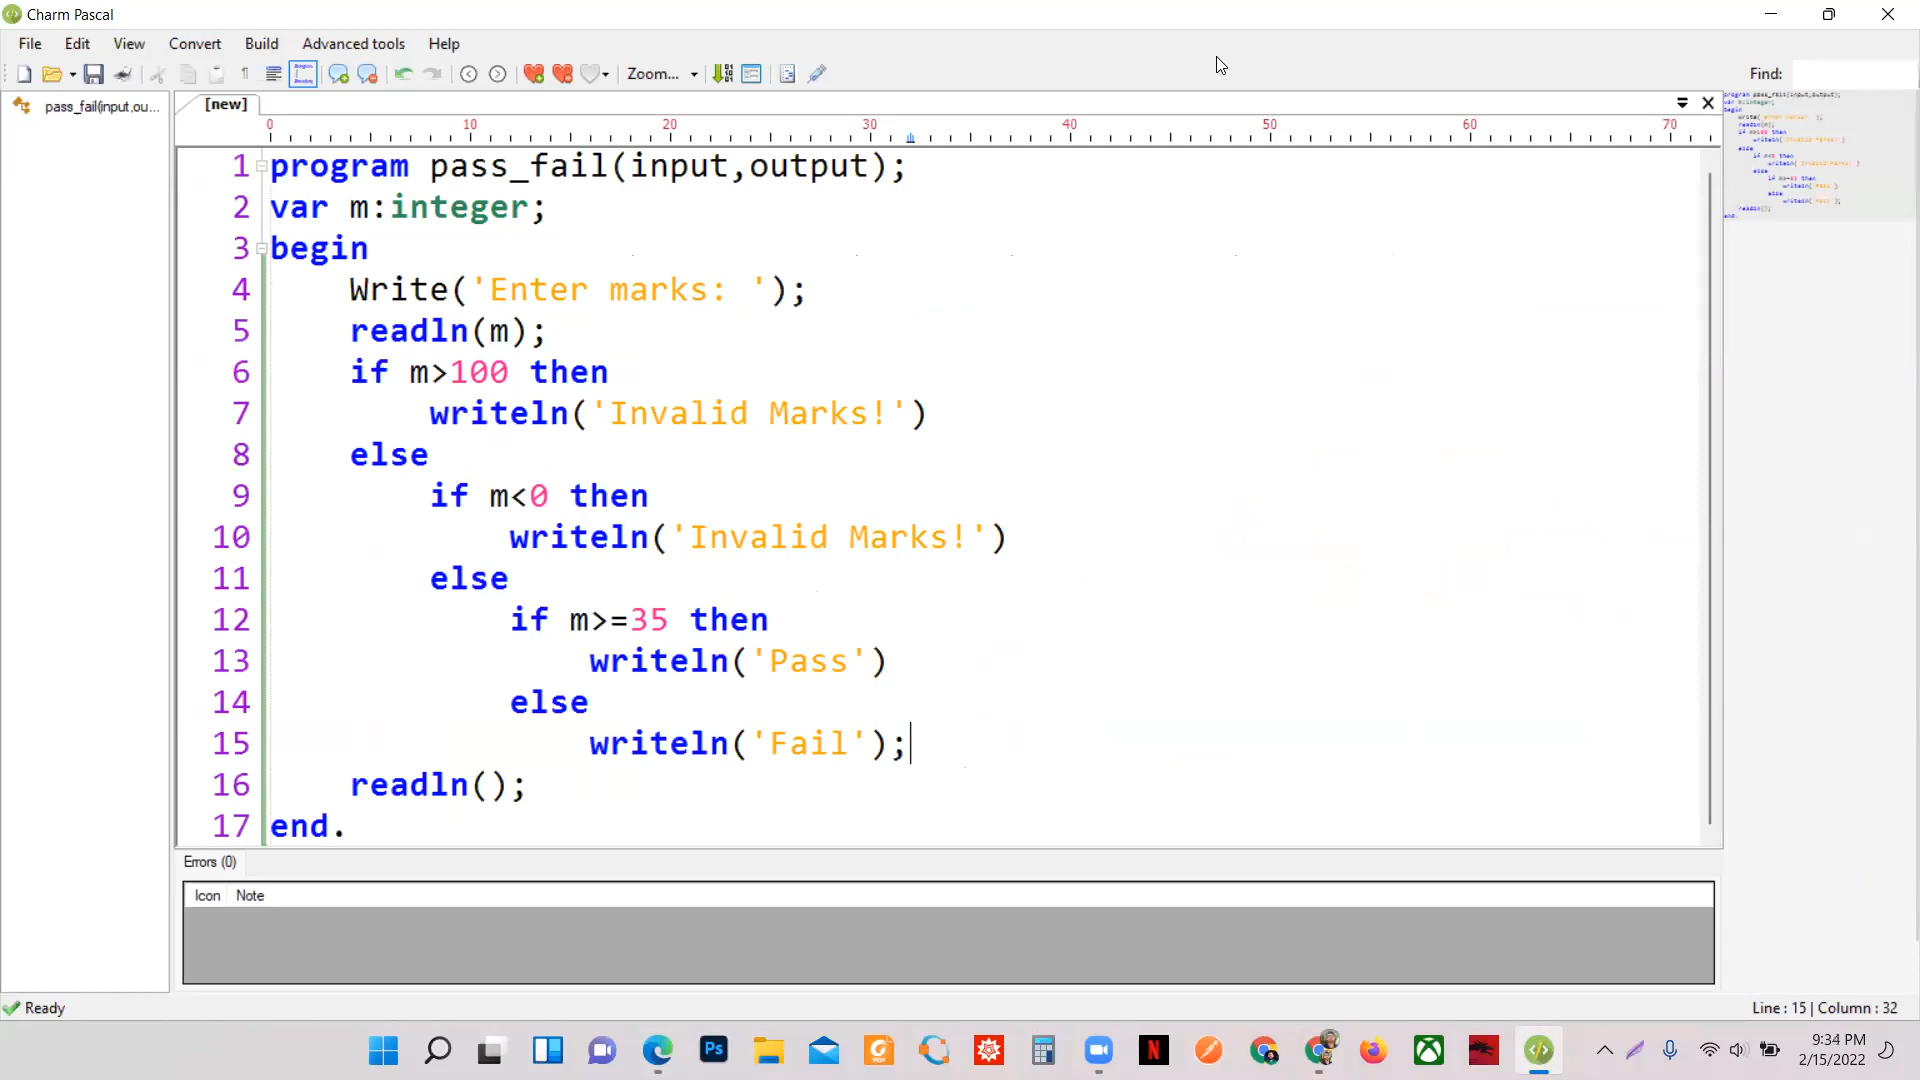 Charm Pascal
File Edit View Convert Build Advanced tools Help
Zoom... Find:
pass_fail(input,ou...
[new]
0 10 20 30 40 50 60 70
1 program pass_fail(input,output);
2 var m:integer;
3 begin
4 Write('Enter marks: ');
5 readln(m);
6 if m>100 then
7 writeln('Invalid Marks!')
8 else
9 if m<0 then
10 writeln('Invalid Marks!')
11 else
12 if m>=35 then
13 writeln('Pass')
14 else
15 writeln('Fail');
16 readln();
17 end.
Errors (0)
Icon Note
Ready
Line : 15 | Column : 32
Ps
N
9:34 PM
2/15/2022